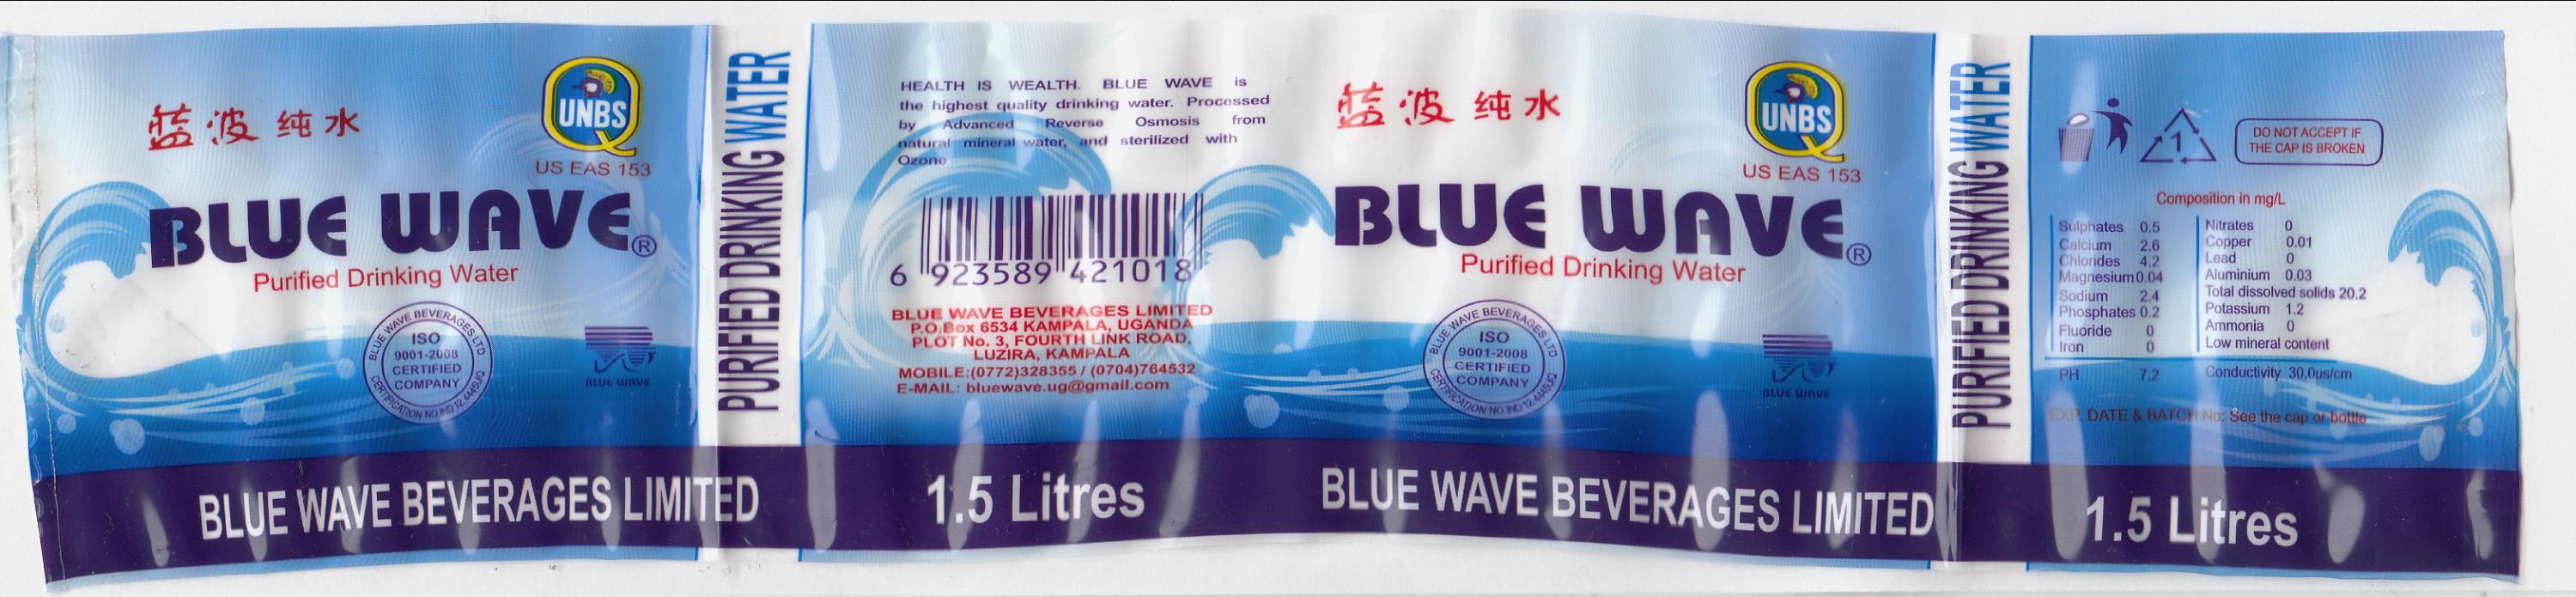 蓝波纯水
UNBS
US EAS 153
BLUE WAVE®
Purified Drinking Water
BLUE WAVE BEVERAGES LTD
ISO
9001-2008
CERTIFIED
COMPANY
CERTIFICATION NO.IND 12.4445UQ
BLUE WAVE
BLUE WAVE BEVERAGES LIMITED
PURIFIED DRINKING WATER
HEALTH IS WEALTH. BLUE WAVE is
the highest quality drinking water. Processed
by Advanced Reverse Osmosis from
natural mineral water, and sterilized with
Ozone
6 923589 421018
BLUE WAVE BEVERAGES LIMITED
P.O.Box 6534 KAMPALA, UGANDA
PLOT No. 3, FOURTH LINK ROAD,
LUZIRA, KAMPALA
MOBILE:(0772)328355 / (0704)764532
E-MAIL: bluewave.ug@gmail.com
1.5 Litres
蓝波纯水
UNBS
US EAS 153
BLUE WAVE®
Purified Drinking Water
BLUE WAVE BEVERAGES LTD
ISO
9001-2008
CERTIFIED
COMPANY
CERTIFICATION NO.IND 12.4445UQ
BLUE WAVE
BLUE WAVE BEVERAGES LIMITED
PURIFIED DRINKING WATER
1
DO NOT ACCEPT IF
THE CAP IS BROKEN
Composition in mg/L
Sulphates 0.5
Calcium 2.6
Chlorides 4.2
Magnesium 0.04
Sodium 2.4
Phosphates 0.2
Fluoride 0
Iron 0
PH 7.2
Nitrates 0
Copper 0.01
Lead 0
Aluminium 0.03
Total dissolved solids 20.2
Potassium 1.2
Ammonia 0
Low mineral content
Conductivity 30,0us/cm
EXP. DATE & BATCH No: See the cap or bottle
1.5 Litres